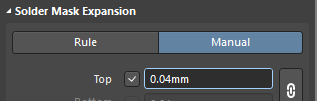 Solder Mask Expansion
Rule Manual
Top 0.04mm